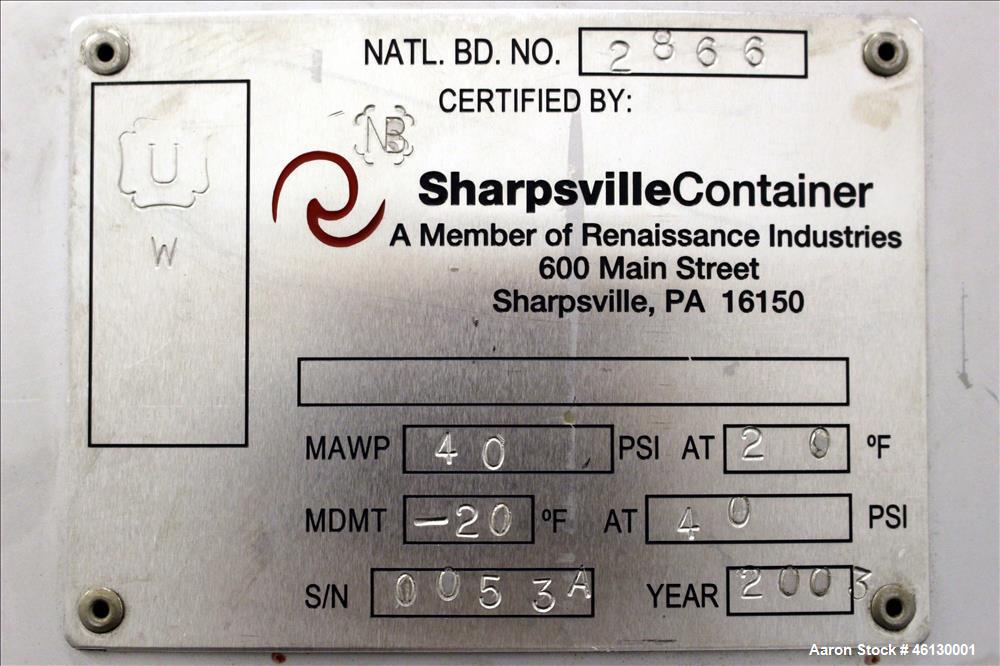 NATL. BD. NO. 2866
CERTIFIED BY:
NB
U
W
SharpsvilleContainer
A Member of Renaissance Industries
600 Main Street
Sharpsville, PA 16150
MAWP 40 PSI AT 20 ºF
MDMT -20 ºF AT 40 PSI
S/N 0053A YEAR 2003
Aaron Stock # 46130001